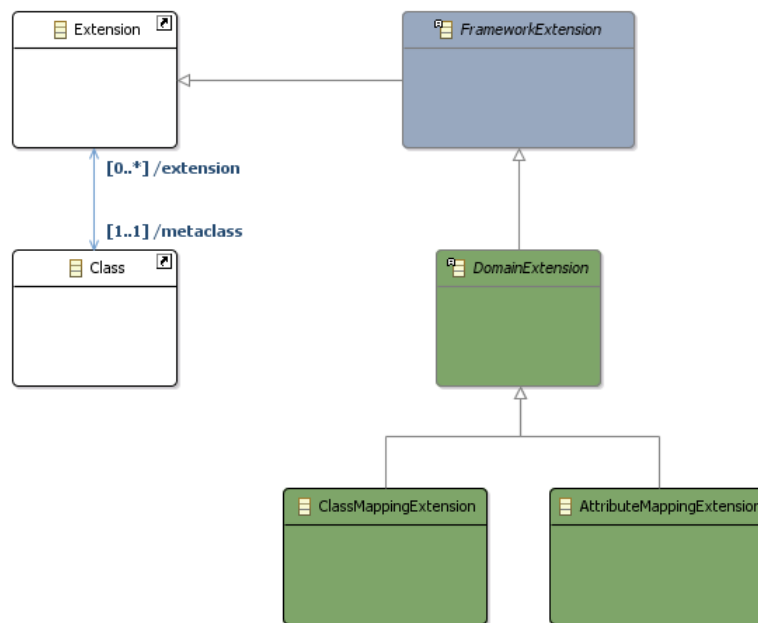 Extension
FrameworkExtension
[0..*] /extension
[1..1] /metaclass
Class
DomainExtension
ClassMappingExtension
AttributeMappingExtension